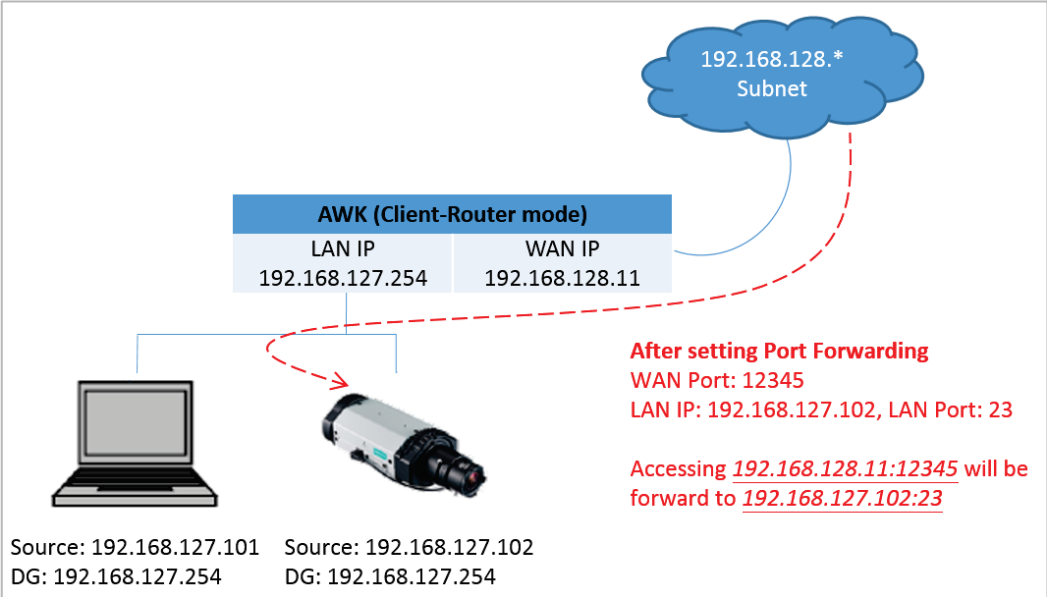 192.168.128.*
Subnet
AWK (Client-Router mode)
LAN IP
192.168.127.254
WAN IP
192.168.128.11
After setting Port Forwarding
WAN Port: 12345
LAN IP: 192.168.127.102, LAN Port: 23
Accessing 192.168.128.11:12345 will be
forward to 192.168.127.102:23
Source: 192.168.127.101
DG: 192.168.127.254
Source: 192.168.127.102
DG: 192.168.127.254